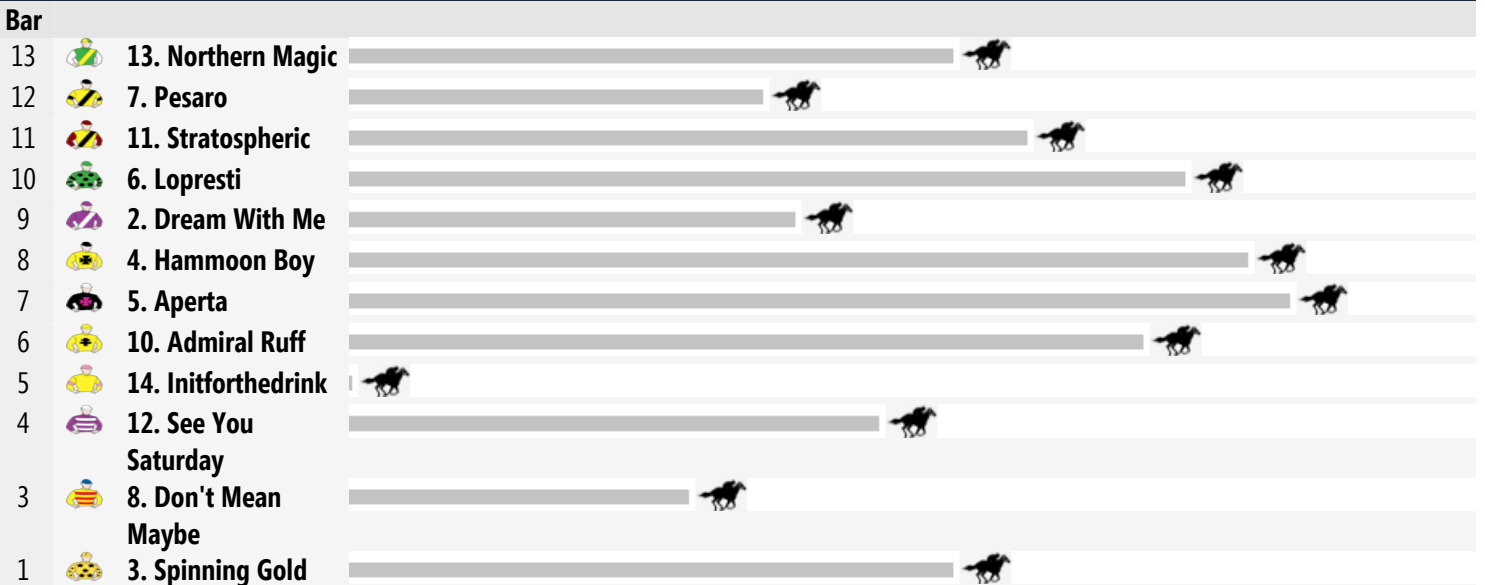 Bar
13 13. Northern Magic
12 7. Pesaro
11 11. Stratospheric
10 6. Lopresti
9 2. Dream With Me
8 4. Hammoon Boy
7 5. Aperta
6 10. Admiral Ruff
5 14. Initforthedrink
4 12. See You
Saturday
3 8. Don't Mean
Maybe
1 3. Spinning Gold